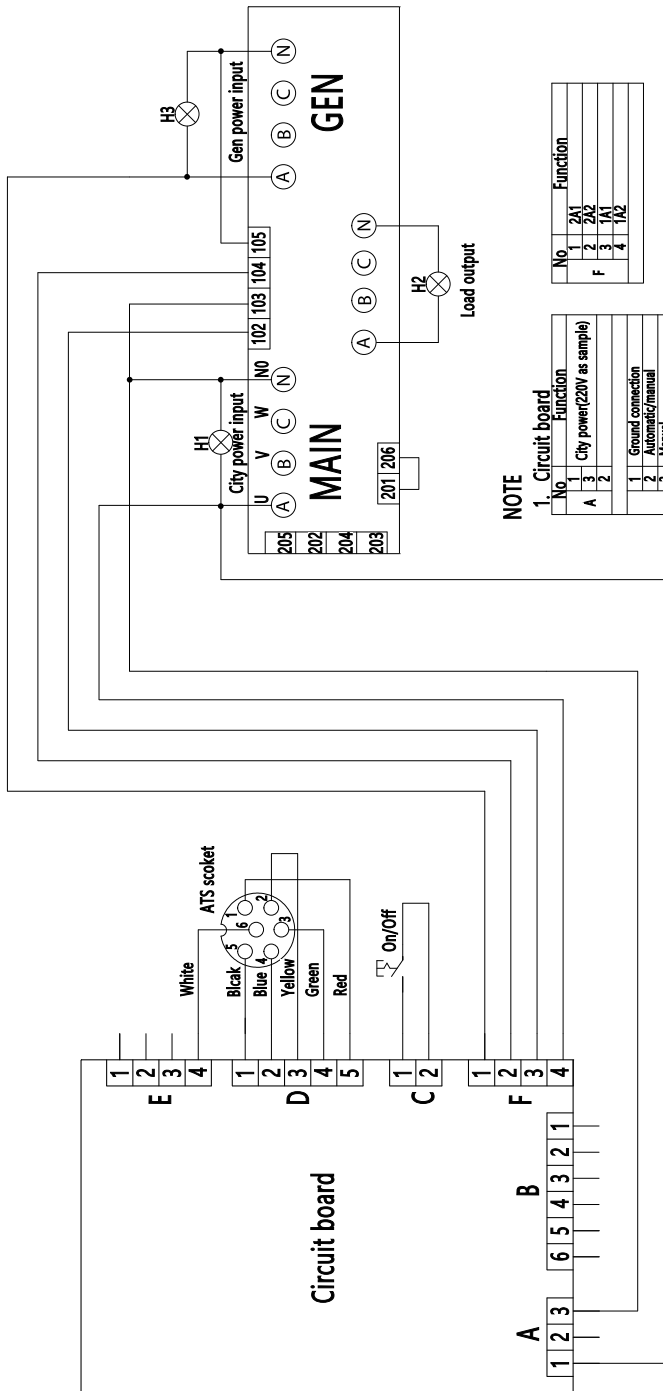 Circuit board
E
1
2
3
4
D
1
2
3
4
5
C
1
2
F
1
2
3
4
A
1
2
3
B
6
5
4
3
2
1
White
Blcak
Blue
Yellow
Green
Red
ATS scoket
5
6
1
4
3
2
On/Off
City power input
H1
U V W N0
A B C N
MAIN
205
202
204
203
201 206
102 103 104 105
Gen power input
H3
A B C N
GEN
A B C N
H2
Load output
NOTE
1. Circuit board
No Function
A
1
3 City power(220V as sample)
2
1 Ground connection
2 Automatic/manual
No Function
F
1 2A1
2 2A2
3 1A1
4 1A2